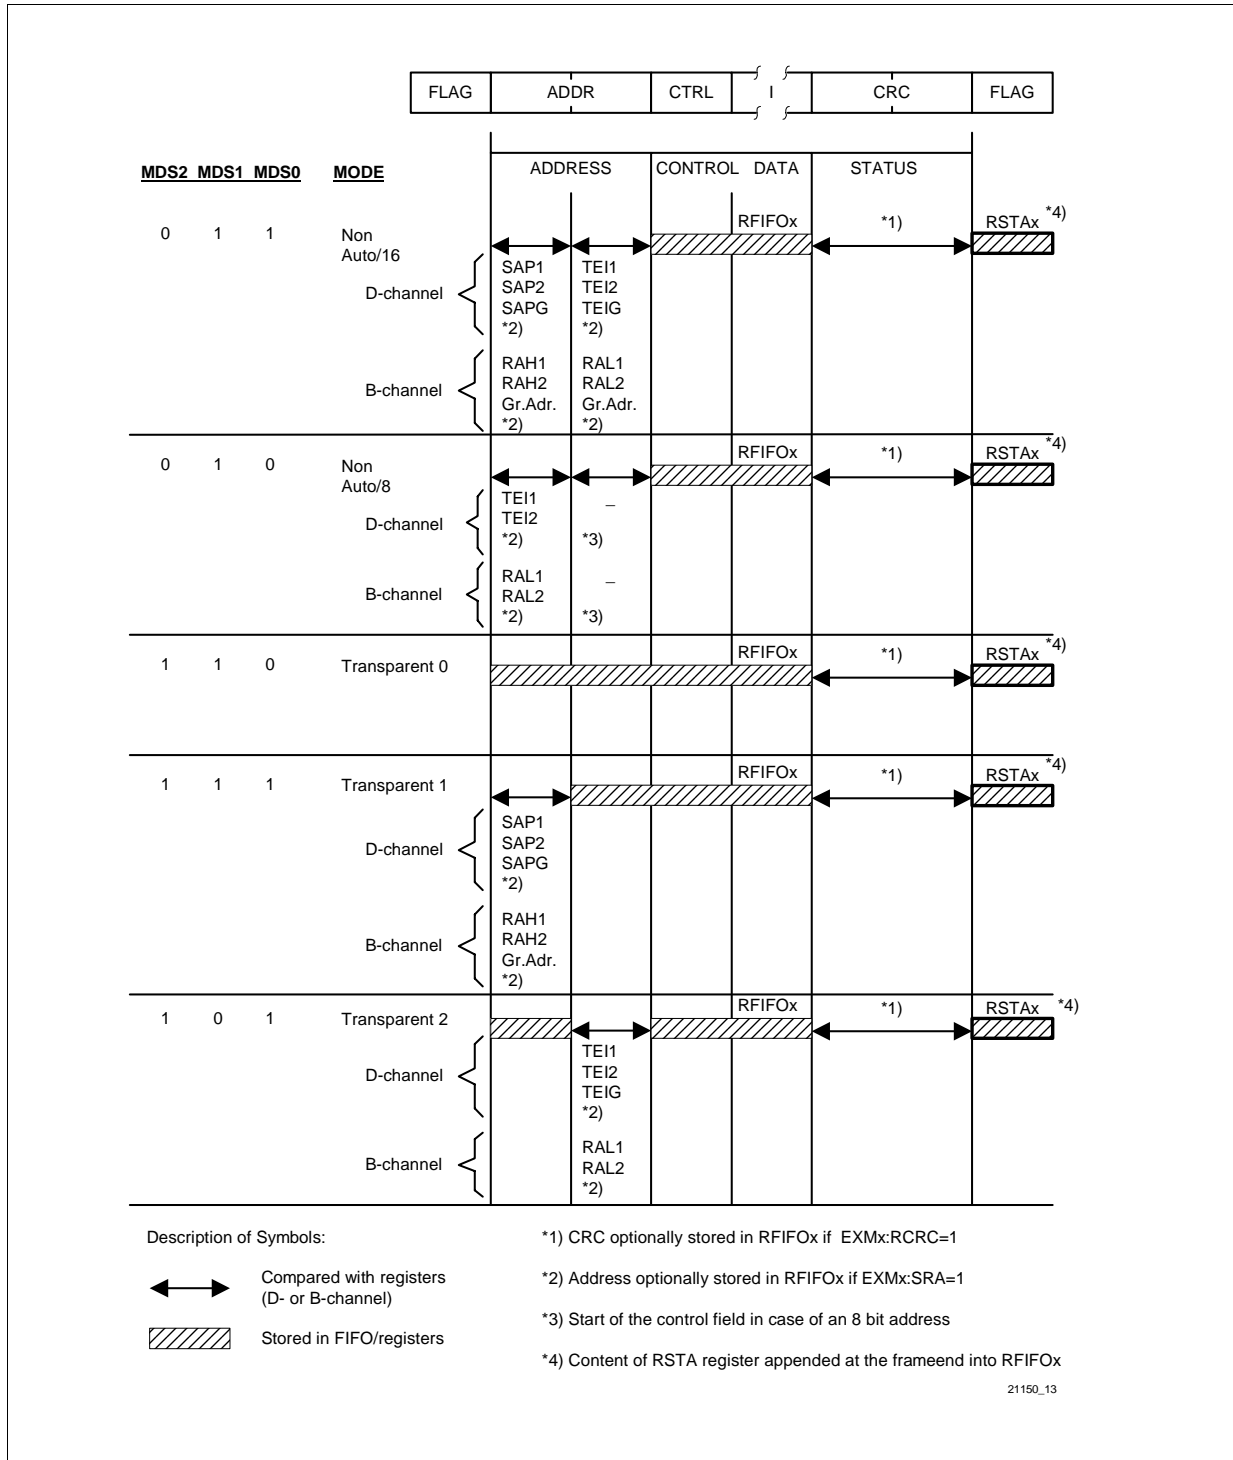 FLAG ADDR CTRL I CRC FLAG
MDS2 MDS1 MDS0 MODE ADDRESS CONTROL DATA STATUS
0 1 1 Non Auto/16 RFIFOx *1) RSTAx *4)
D-channel
SAP1 TEI1
SAP2 TEI2
SAPG TEIG
*2) *2)
B-channel
RAH1 RAL1
RAH2 RAL2
Gr.Adr. Gr.Adr.
*2) *2)
0 1 0 Non Auto/8 RFIFOx *1) RSTAx *4)
D-channel
TEI1 –
TEI2
*2) *3)
B-channel
RAL1 –
RAL2
*2) *3)
1 1 0 Transparent 0 RFIFOx *1) RSTAx *4)
1 1 1 Transparent 1 RFIFOx *1) RSTAx *4)
D-channel
SAP1
SAP2
SAPG
*2)
B-channel
RAH1
RAH2
Gr.Adr.
*2)
1 0 1 Transparent 2 RFIFOx *1) RSTAx *4)
D-channel
TEI1
TEI2
TEIG
*2)
B-channel
RAL1
RAL2
*2)
Description of Symbols:
Compared with registers
(D- or B-channel)
Stored in FIFO/registers
*1) CRC optionally stored in RFIFOx if EXMx:RCRC=1
*2) Address optionally stored in RFIFOx if EXMx:SRA=1
*3) Start of the control field in case of an 8 bit address
*4) Content of RSTA register appended at the frameend into RFIFOx
21150_13